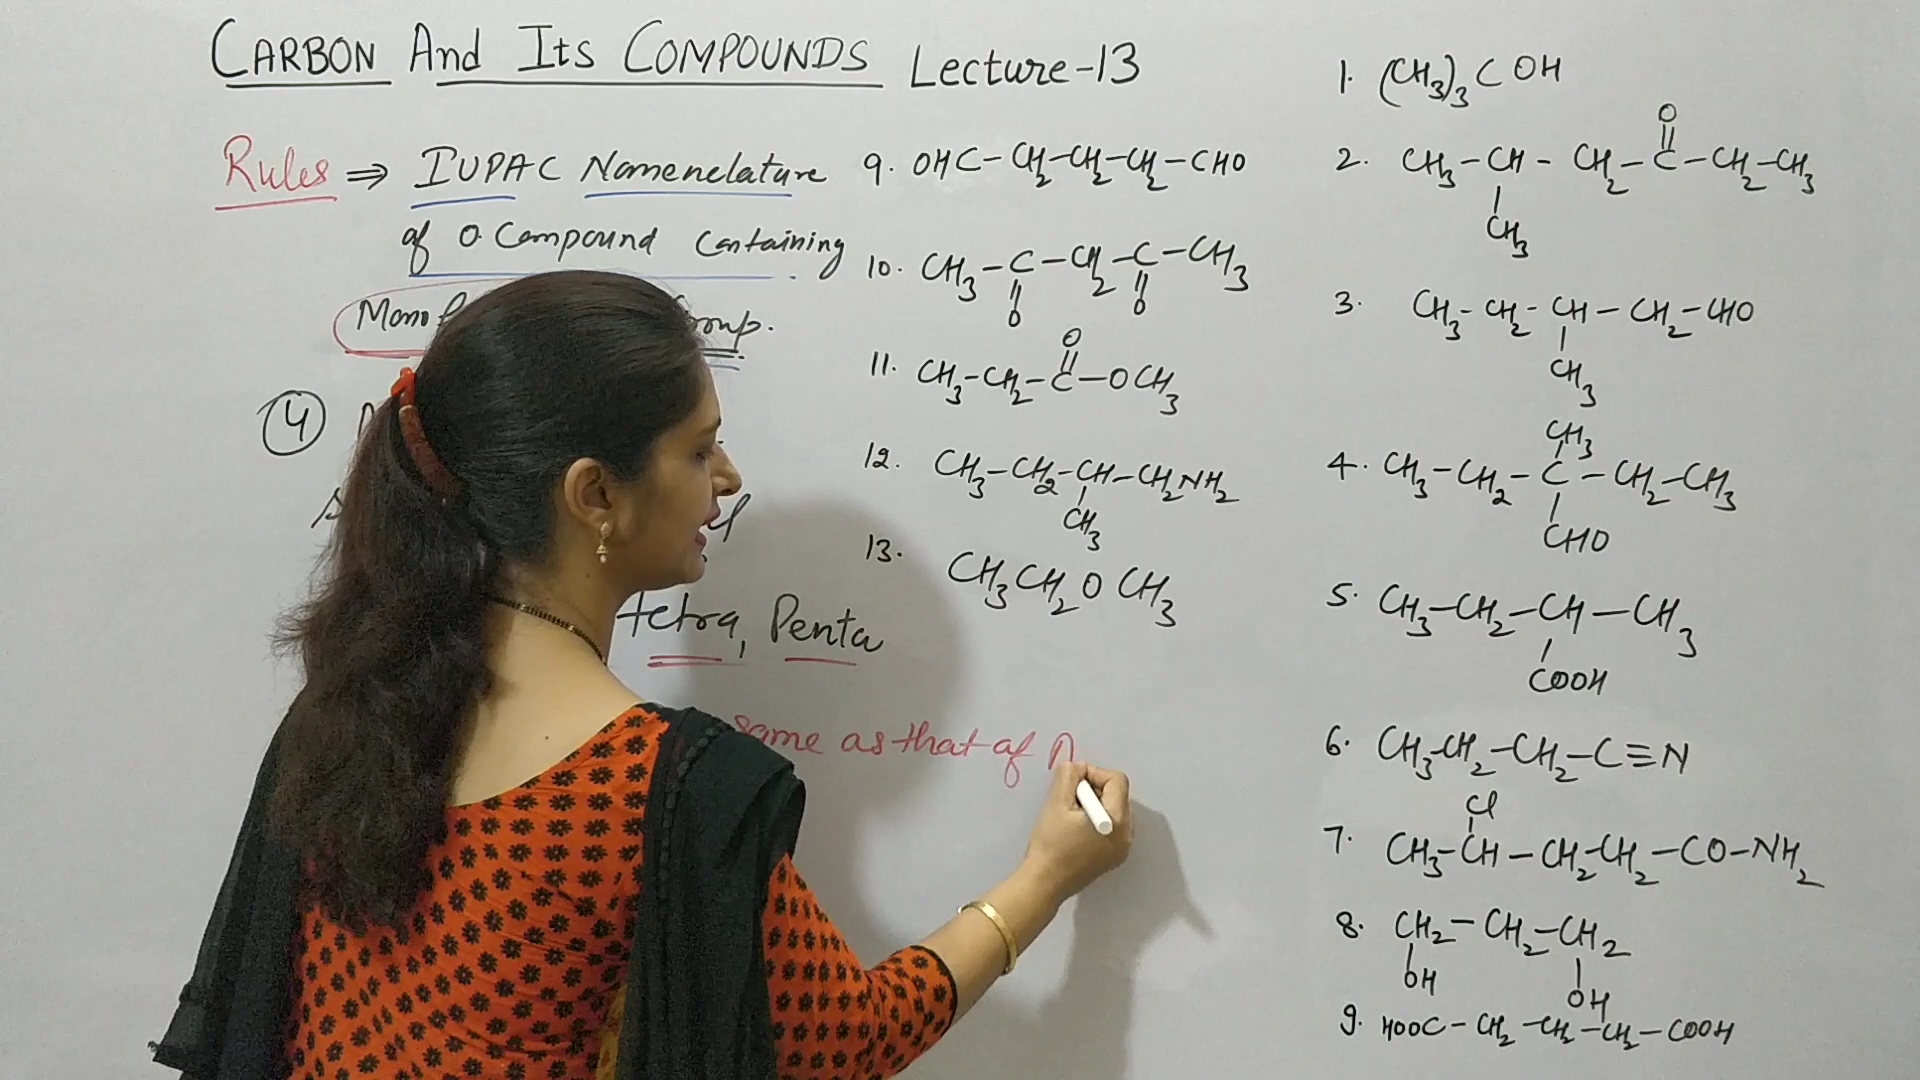 CARBON And Its COMPOUNDS Lecture-13
Rules ⇒ IUPAC Nomenclature
of O. Compound Containing
Mono
④
tetra, Penta
same as that of
9. OHC-CH2-CH2-CH2-CHO
10. CH3-C-CH2-C-CH3
O O
O
11. CH3-CH2-C-OCH3
12. CH3-CH2-CH-CH2NH2
CH3
13. CH3CH2OCH3
1. (CH3)3COH
O
2. CH3-CH-CH2-C-CH2-CH3
CH3
3. CH3-CH2-CH-CH2-CHO
CH3
CH3
4. CH3-CH2-C-CH2-CH3
CHO
5. CH3-CH2-CH-CH3
COOH
6. CH3-CH2-CH2-C≡N
Cl
7. CH3-CH-CH2-CH2-CO-NH2
8. CH2-CH2-CH2
OH OH
9. HOOC-CH2-CH2-CH2-COOH